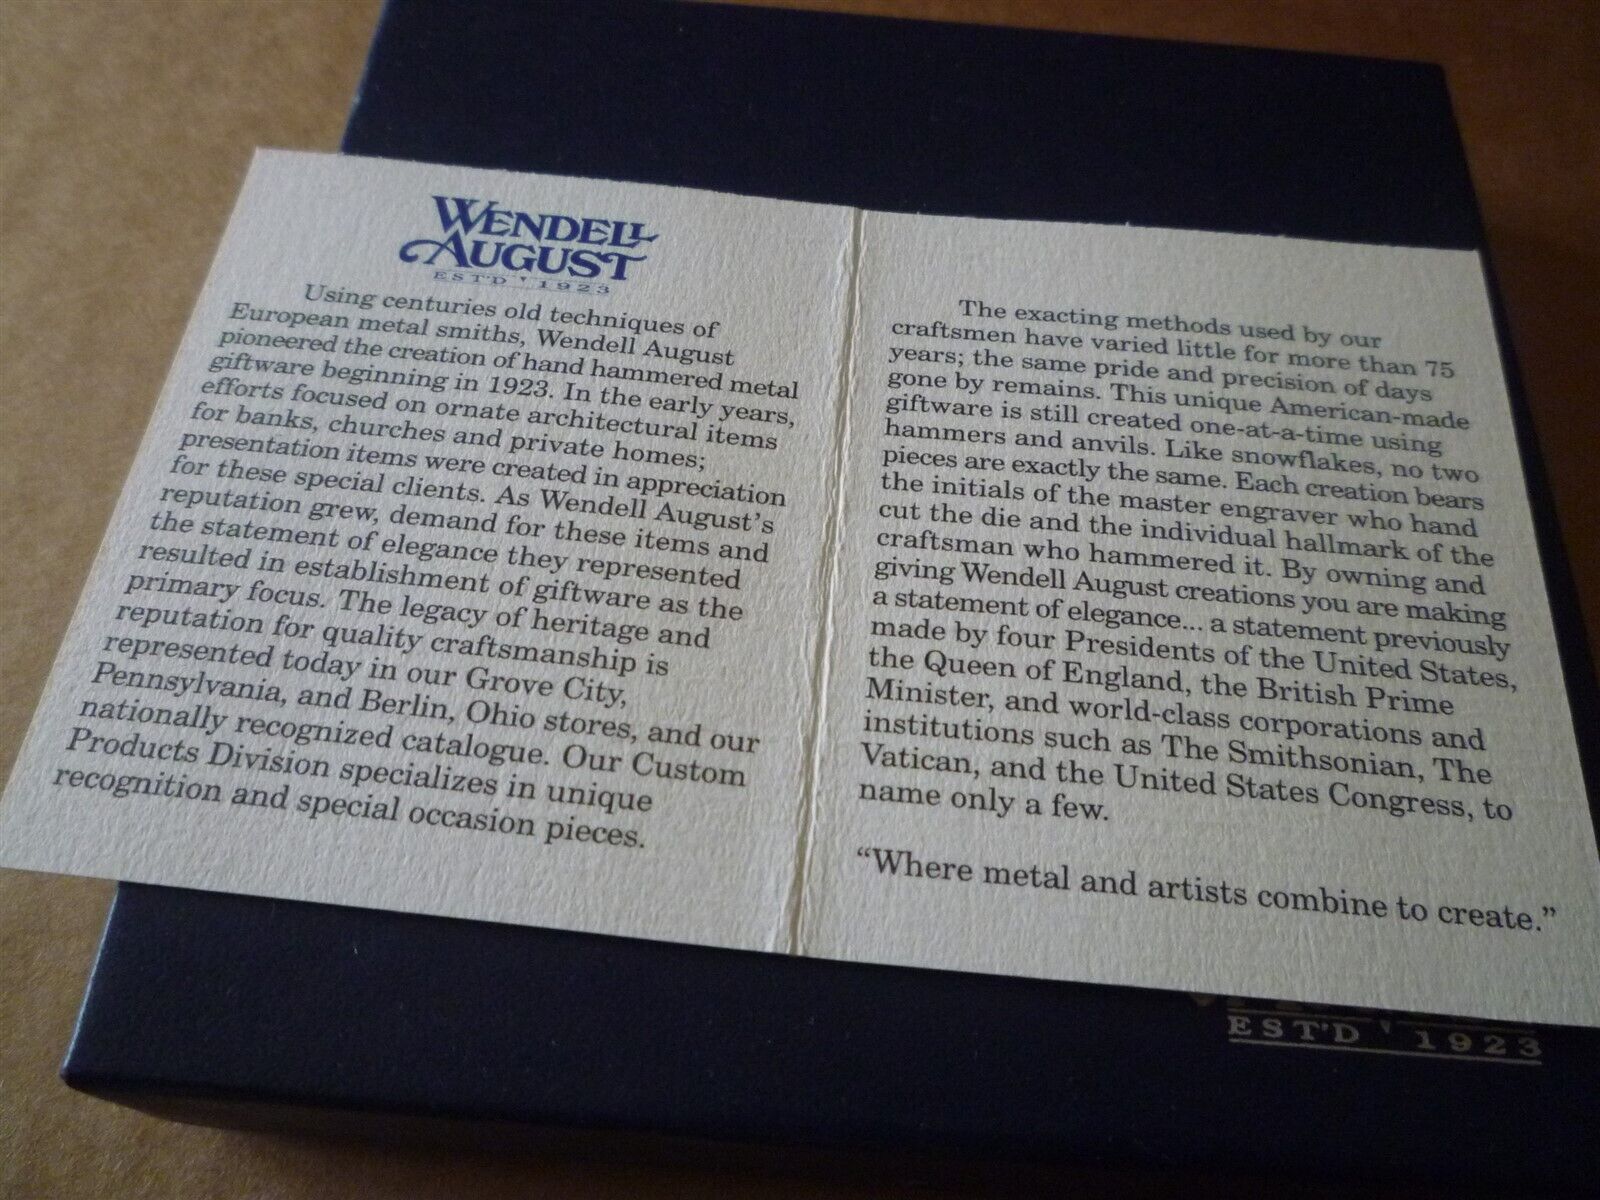 WENDELL
AUGUST
EST'D 1923
Using centuries old techniques of
European metal smiths, Wendell August
pioneered the creation of hand hammered metal
giftware beginning in 1923. In the early years,
efforts focused on ornate architectural items
for banks, churches and private homes;
presentation items were created in appreciation
for these special clients. As Wendell August's
reputation grew, demand for these items and
the statement of elegance they represented
resulted in establishment of giftware as the
primary focus. The legacy of heritage and
reputation for quality craftsmanship is
represented today in our Grove City,
Pennsylvania, and Berlin, Ohio stores, and our
nationally recognized catalogue. Our Custom
Products Division specializes in unique
recognition and special occasion pieces.
The exacting methods used by our
craftsmen have varied little for more than 75
years; the same pride and precision of days
gone by remains. This unique American-made
giftware is still created one-at-a-time using
hammers and anvils. Like snowflakes, no two
pieces are exactly the same. Each creation bears
the initials of the master engraver who hand
cut the die and the individual hallmark of the
craftsman who hammered it. By owning and
giving Wendell August creations you are making
a statement of elegance... a statement previously
made by four Presidents of the United States,
the Queen of England, the British Prime
Minister, and world-class corporations and
institutions such as The Smithsonian, The
Vatican, and the United States Congress, to
name only a few.
“Where metal and artists combine to create.”
EST'D 1923